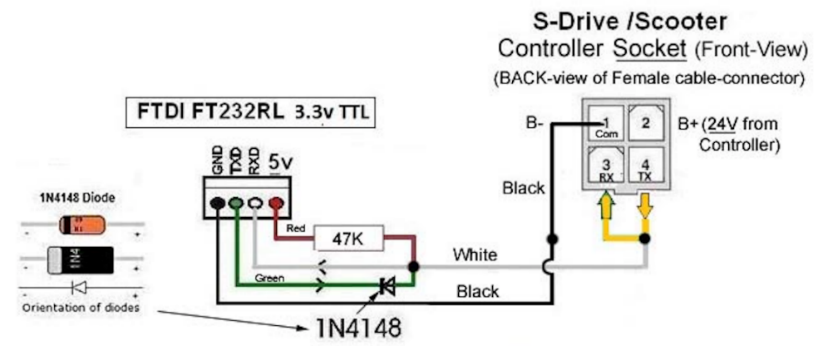 S-Drive /Scooter
Controller Socket (Front-View)
(BACK-view of Female cable-connector)
FTDI FT232RL 3.3v TTL
B-
1
Com
2
B+ (24V from
Controller)
GND
TXD
RXD
5v
3
RX
4
TX
1N4148 Diode
Black
Red
47K
- +
1N4
White
- +
Green
Black
- +
Orientation of diodes
1N4148